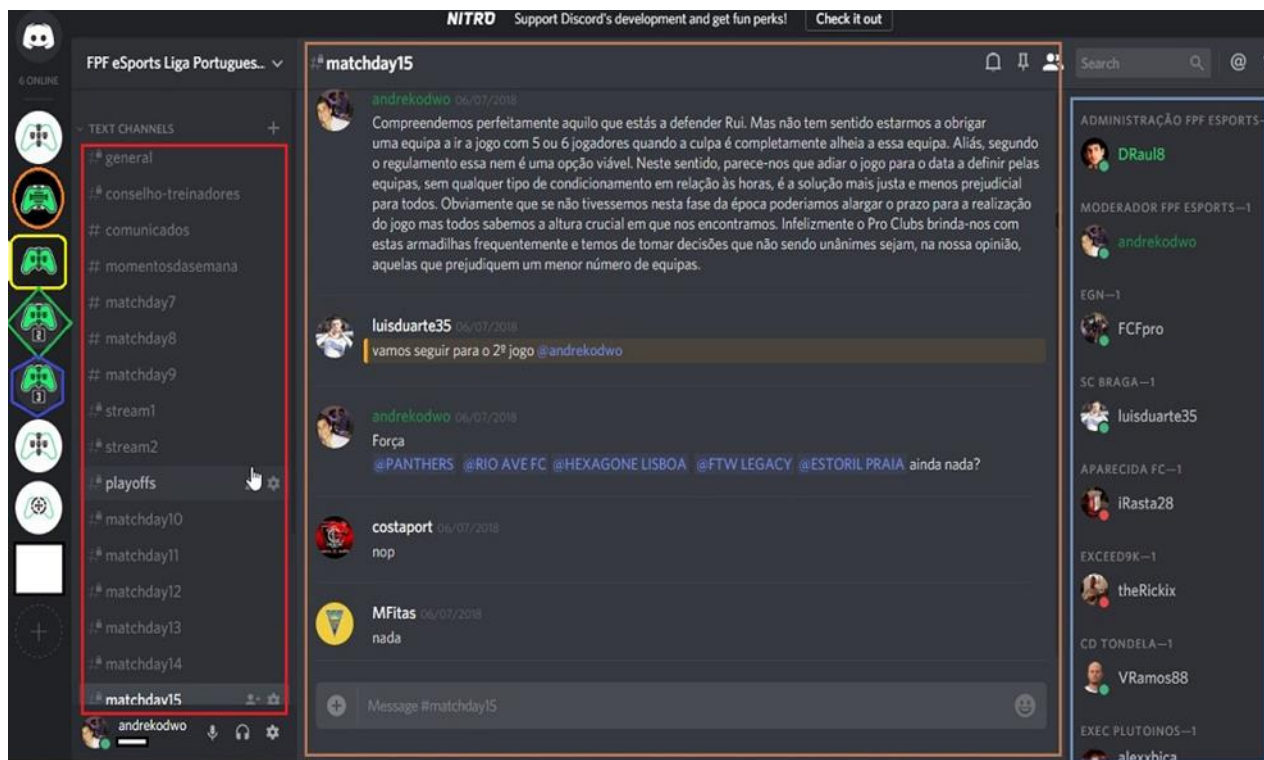 NITRO Support Discord's development and get fun perks! Check it out
6 ONLINE
2
3
FPF eSports Liga Portugues...
TEXT CHANNELS
general
conselho-treinadores
# comunicados
# momentosdasemana
# matchday7
# matchday8
# matchday9
stream1
stream2
playoffs
matchday10
matchday11
matchday12
matchday13
matchday14
matchday15
andrekodwo
matchday15
andrekodwo 06/07/2018
Compreendemos perfeitamente aquilo que estás a defender Rui. Mas não tem sentido estarmos a obrigar
uma equipa a ir a jogo com 5 ou 6 jogadores quando a culpa é completamente alheia a essa equipa. Aliás, segundo
o regulamento essa nem é uma opção viável. Neste sentido, parece-nos que adiar o jogo para o data a definir pelas
equipas, sem qualquer tipo de condicionamento em relação às horas, é a solução mais justa e menos prejudicial
para todos. Obviamente que se não tivessemos nesta fase da época poderiamos alargar o prazo para a realização
do jogo mas todos sabemos a altura crucial em que nos encontramos. Infelizmente o Pro Clubs brinda-nos com
estas armadilhas frequentemente e temos de tomar decisões que não sendo unânimes sejam, na nossa opinião,
aquelas que prejudiquem um menor número de equipas.
luisduarte35 06/07/2018
vamos seguir para o 2º jogo @andrekodwo
andrekodwo 06/07/2018
Força
@PANTHERS @RIO AVE FC @HEXAGONE LISBOA @FTW LEGACY @ESTORIL PRAIA ainda nada?
costaport 06/07/2018
nop
MFitas 06/07/2018
nada
Message #matchday15
Search @
ADMINISTRAÇÃO FPF ESPORTS-
DRaul8
MODERADOR FPF ESPORTS—1
andrekodwo
EGN—1
FCFpro
SC BRAGA—1
luisduarte35
APARECIDA FC—1
iRasta28
EXCEED9K—1
theRickix
CD TONDELA—1
VRamos88
EXEC PLUTOINOS—1
alexxbica